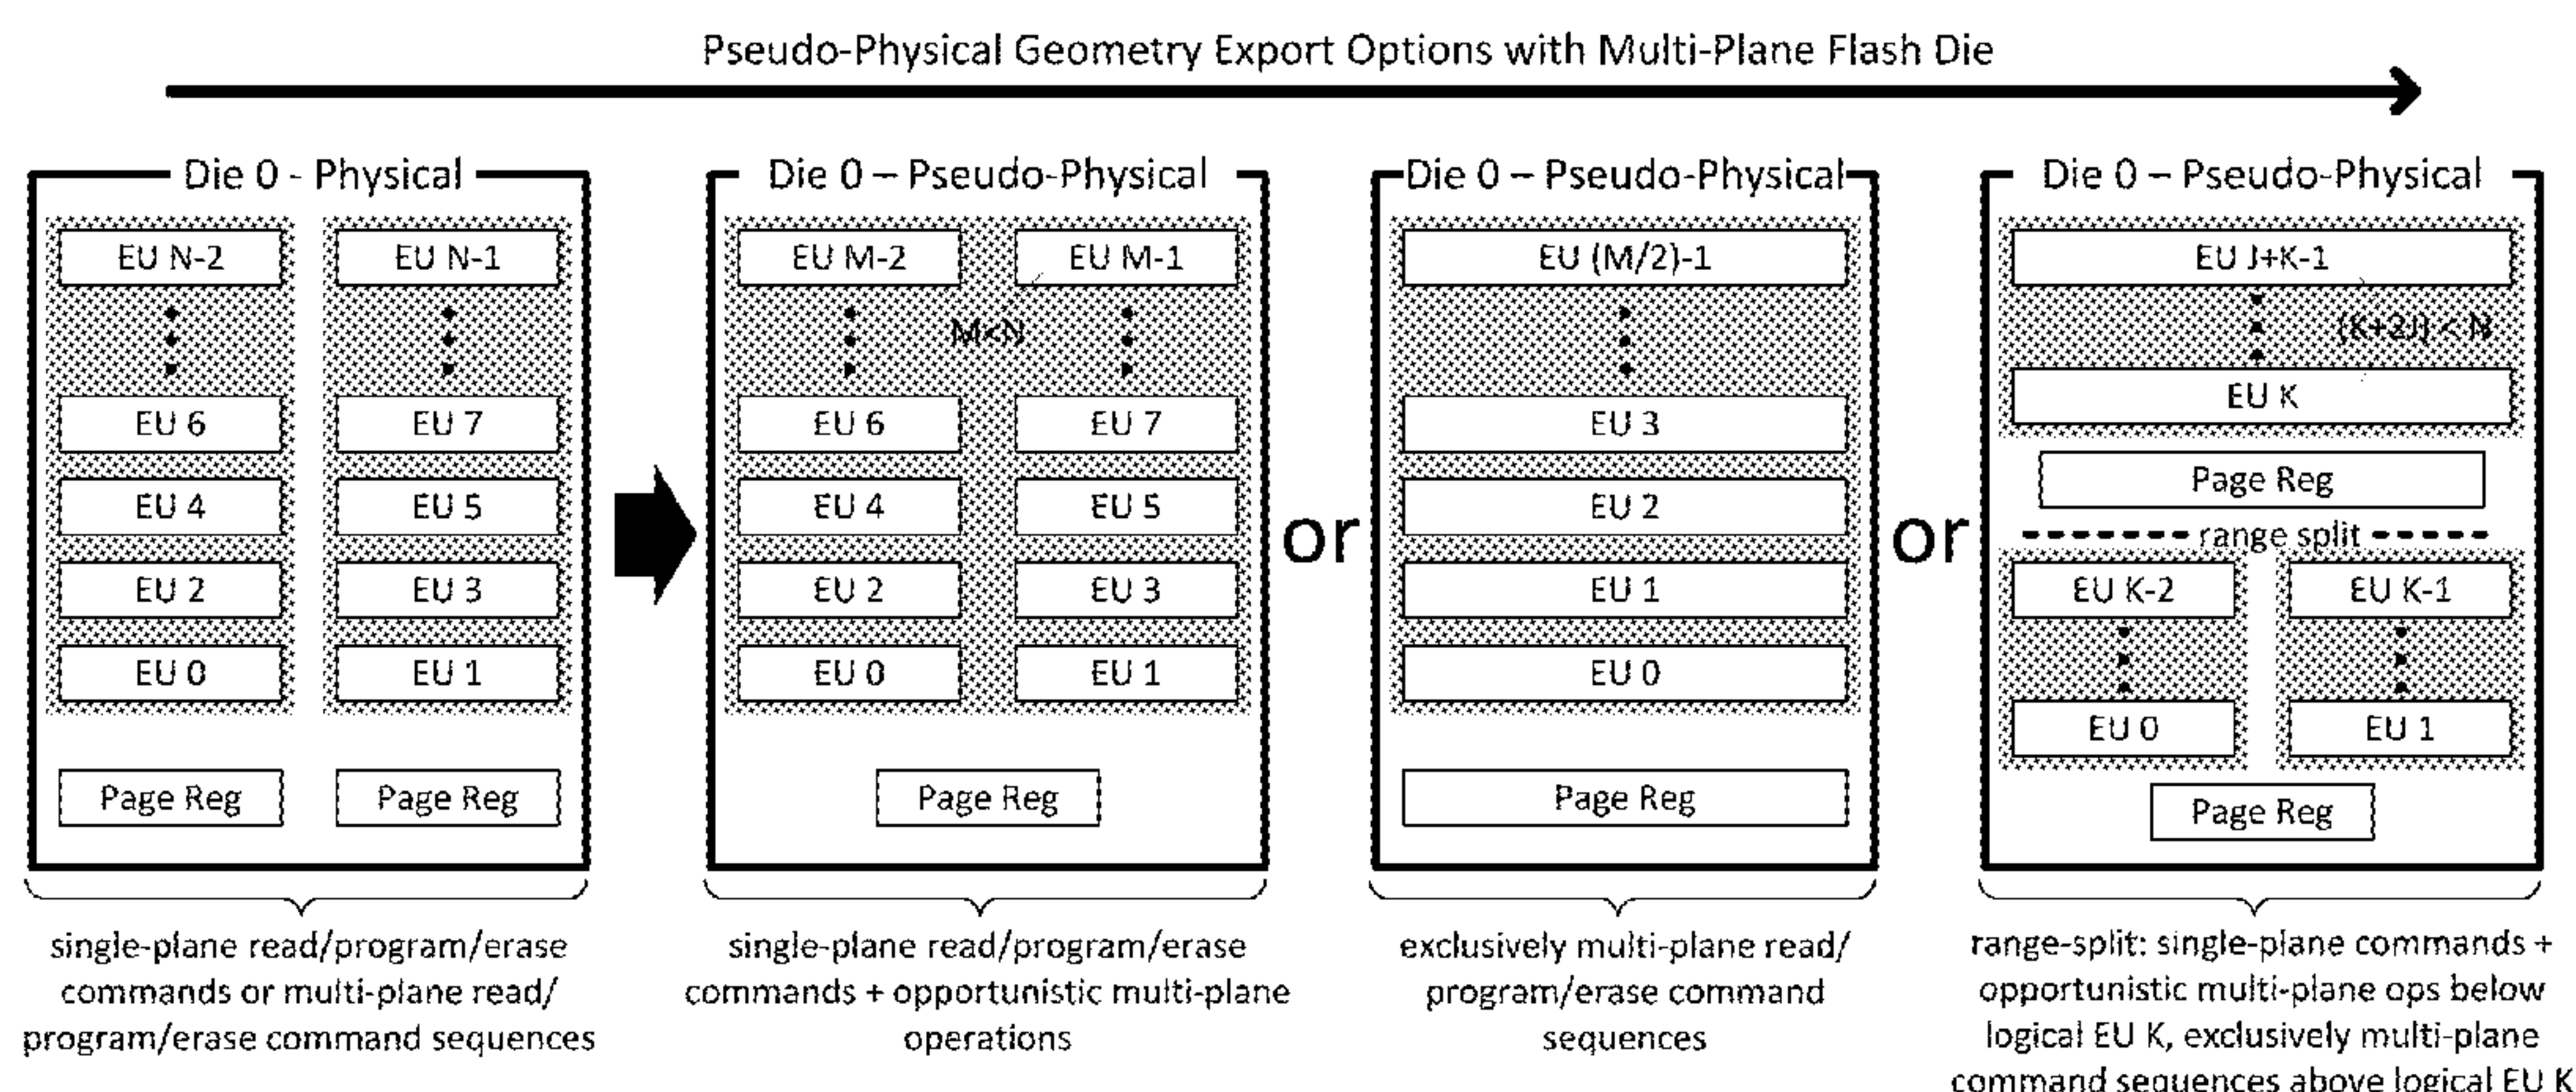 Pseudo-Physical Geometry Export Options with Multi-Plane Flash Die
Die 0 - Physical
EU N-2
EU N-1
EU 6
EU 7
EU 4
EU 5
EU 2
EU 3
EU 0
EU 1
Page Reg
Page Reg
single-plane read/program/erase
commands or multi-plane read/
program/erase command sequences
Die 0 – Pseudo-Physical
EU M-2
EU M-1
M<N
EU 6
EU 7
EU 4
EU 5
EU 2
EU 3
EU 0
EU 1
Page Reg
single-plane read/program/erase
commands + opportunistic multi-plane
operations
or
Die 0 – Pseudo-Physical
EU (M/2)-1
EU 3
EU 2
EU 1
EU 0
Page Reg
exclusively multi-plane read/
program/erase command
sequences
or
Die 0 – Pseudo-Physical
EU J+K-1
(K+2J) < N
EU K
Page Reg
range split
EU K-2
EU K-1
EU 0
EU 1
Page Reg
range-split: single-plane commands +
opportunistic multi-plane ops below
logical EU K, exclusively multi-plane
command sequences above logical EU K